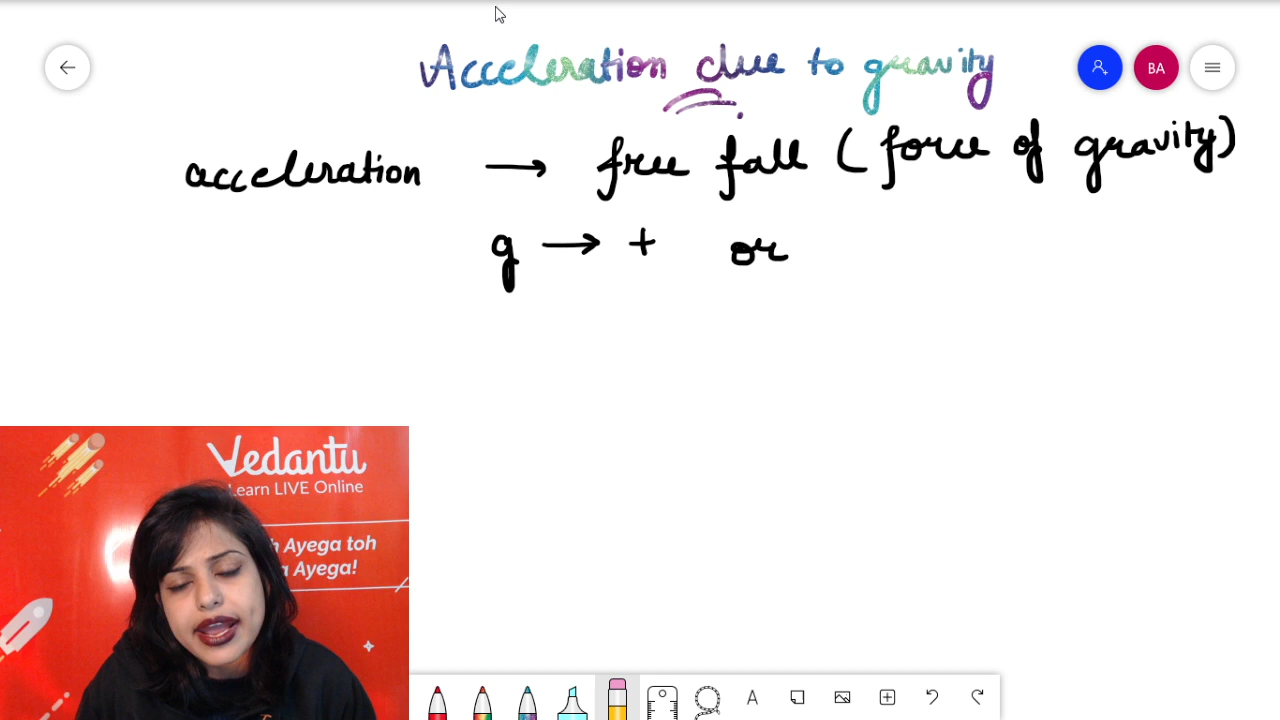 Acceleration due to gravity
BA
acceleration → free fall (force of gravity)
g → + or
Vedantu
Learn LIVE Online
h Ayega toh
a Ayega!
A